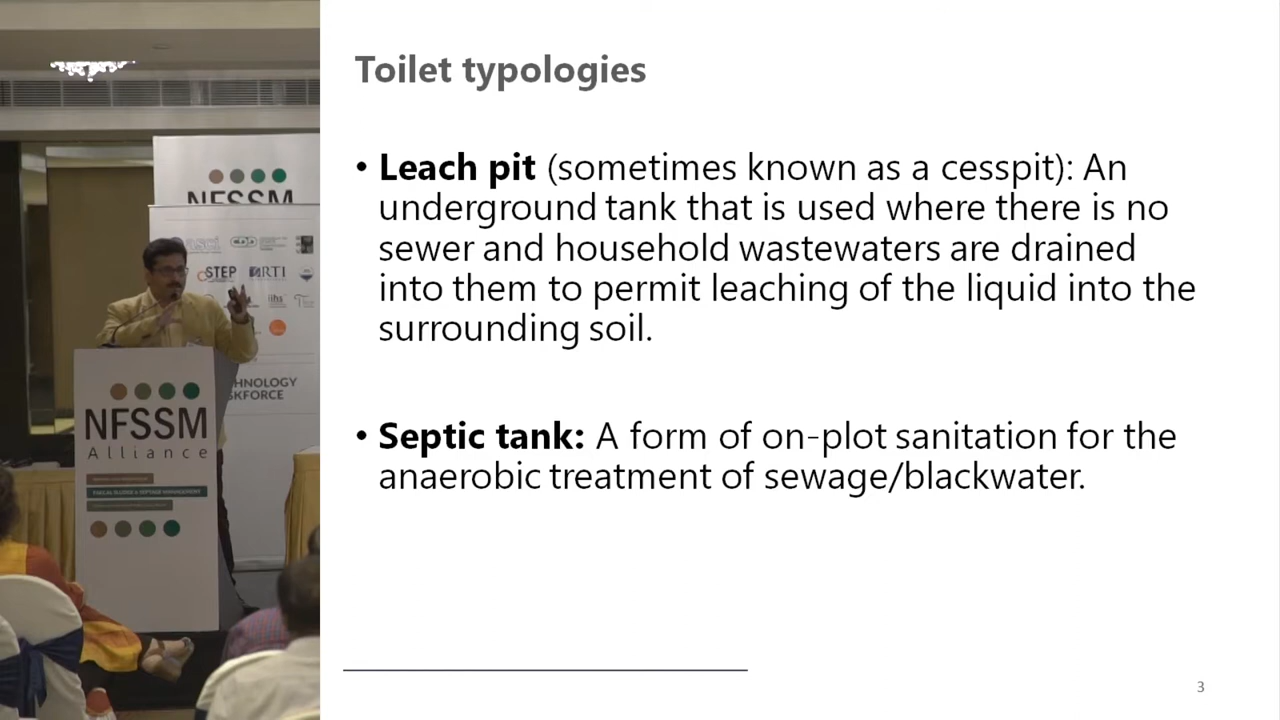 Toilet typologies
• Leach pit (sometimes known as a cesspit): An
underground tank that is used where there is no
sewer and household wastewaters are drained
into them to permit leaching of the liquid into the
surrounding soil.
• Septic tank: A form of on-plot sanitation for the
anaerobic treatment of sewage/blackwater.
3
NFSSM
asci
CDD
STEP
RTI
iihs
HNOLOGY
SKFORCE
NFSSM
Alliance